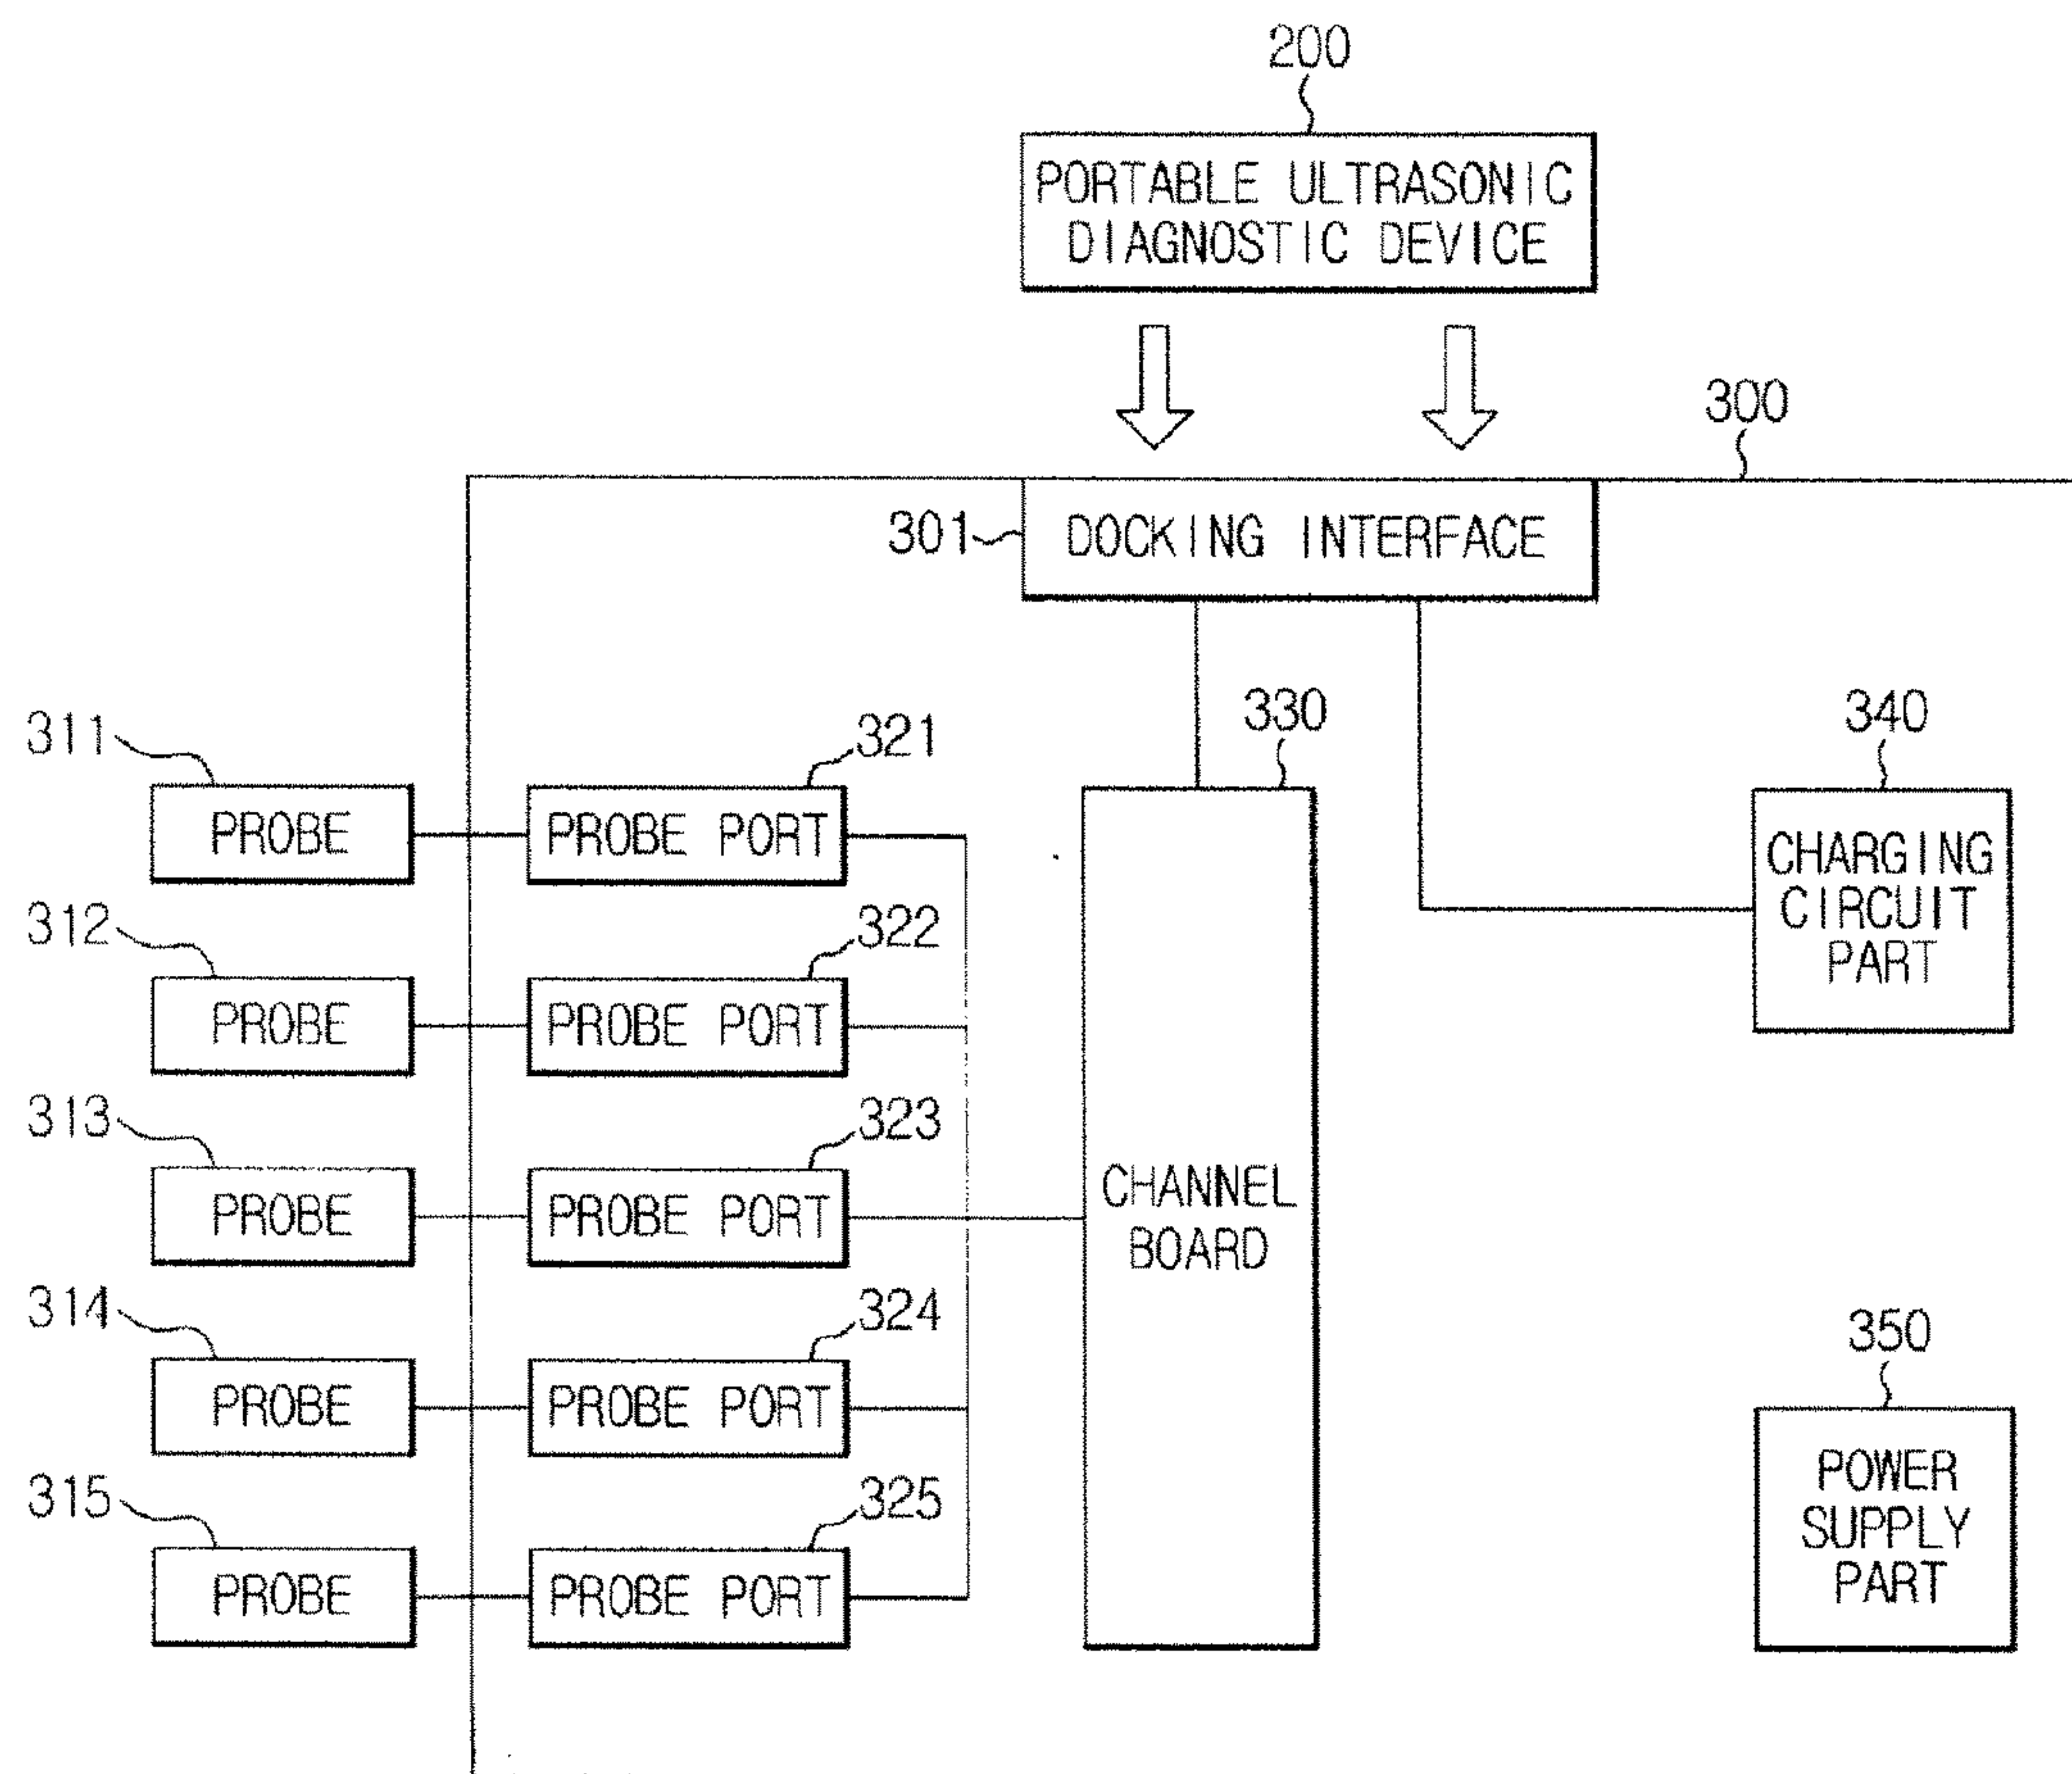 200
PORTABLE ULTRASONIC
DIAGNOSTIC DEVICE
300
301
DOCKING INTERFACE
311
321
330
340
PROBE
PROBE PORT
CHARGING
CIRCUIT
PART
312
322
PROBE
PROBE PORT
313
323
PROBE
PROBE PORT
CHANNEL
BOARD
314
324
350
PROBE
PROBE PORT
POWER
SUPPLY
PART
315
325
PROBE
PROBE PORT